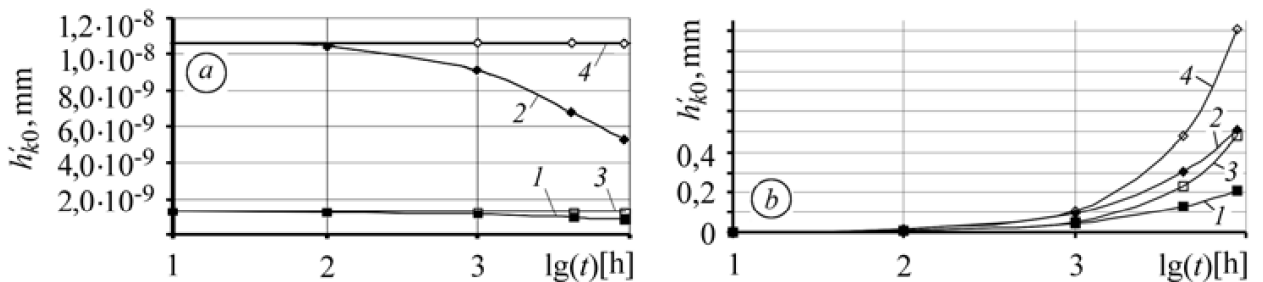 h′k0, mm
1,2·10⁻⁸
1,0·10⁻⁸
8,0·10⁻⁹
6,0·10⁻⁹
4,0·10⁻⁹
2,0·10⁻⁹
a
4
2
1 3
1 2 3 lg(t)[h]
h′k0, mm
0,4
0,2
0
b
4
2
3
1
1 2 3 lg(t)[h]